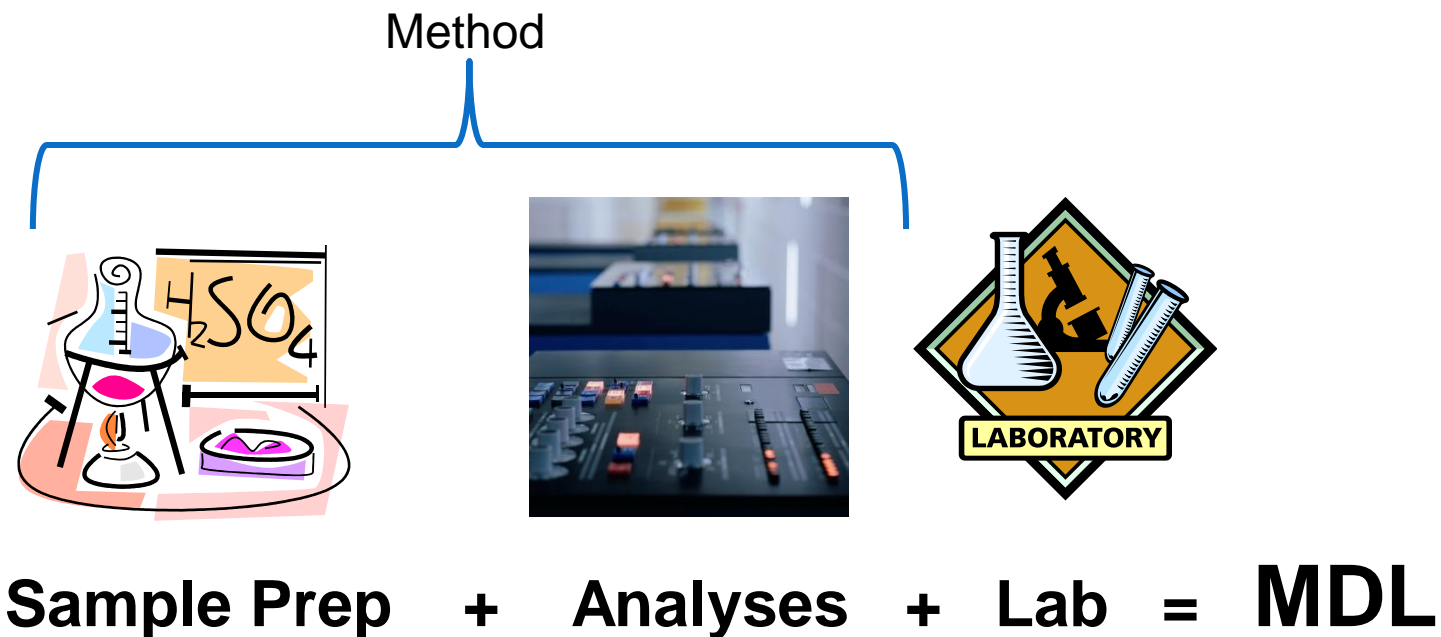 Method
H2SO4
LABORATORY
Sample Prep + Analyses + Lab = MDL